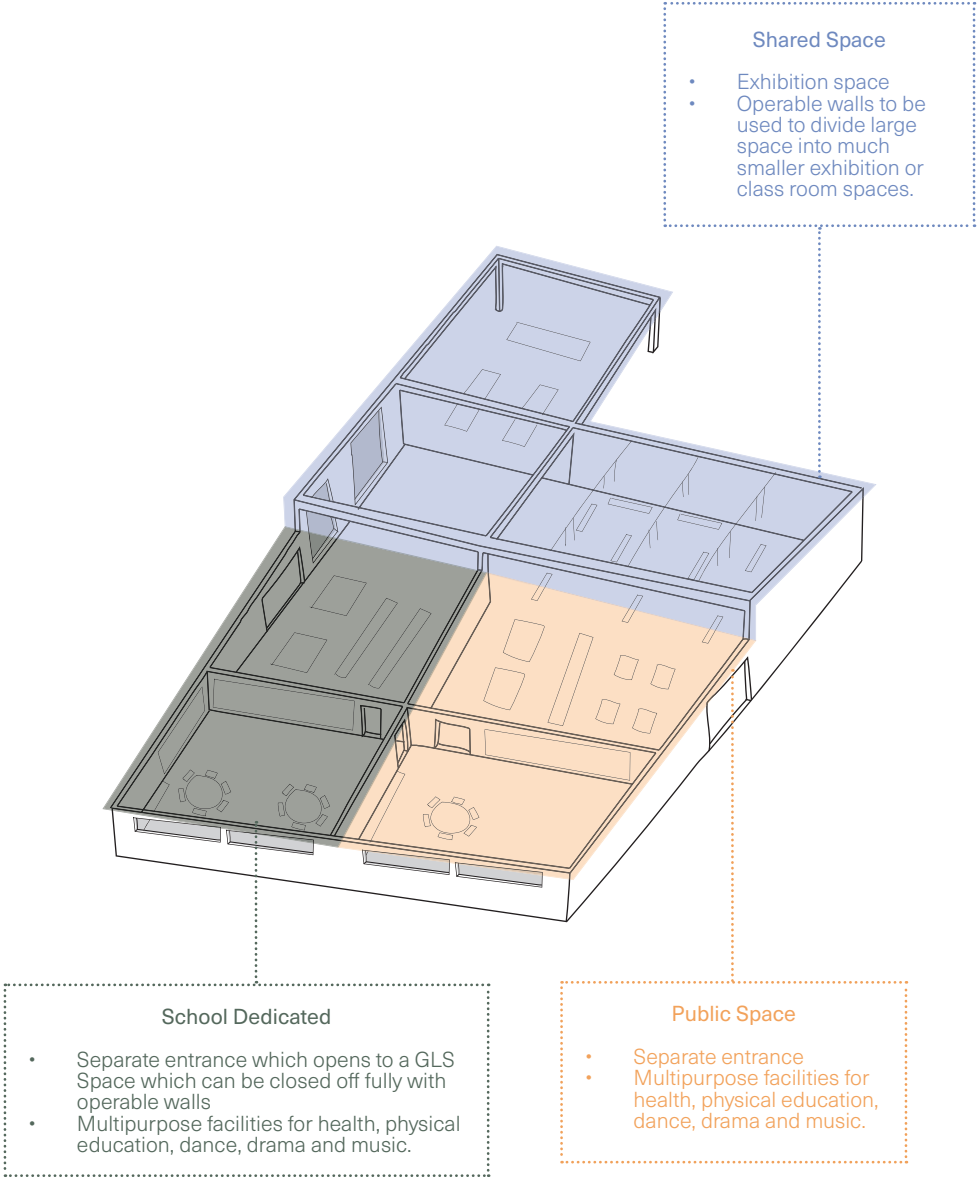 Shared Space
• Exhibition space
• Operable walls to be
used to divide large
space into much
smaller exhibition or
class room spaces.
School Dedicated
• Separate entrance which opens to a GLS
Space which can be closed off fully with
operable walls
• Multipurpose facilities for health, physical
education, dance, drama and music.
Public Space
• Separate entrance
• Multipurpose facilities for
health, physical education,
dance, drama and music.